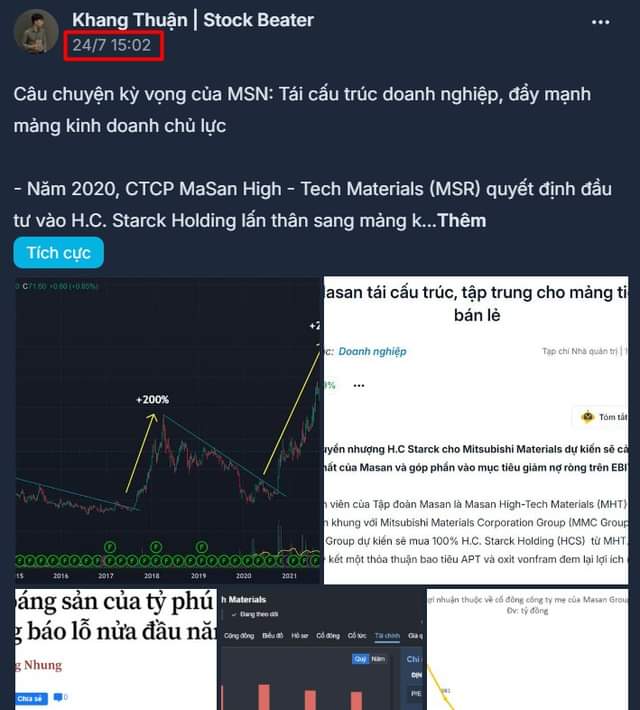 Khang Thuận | Stock Beater
24/7 15:02
Câu chuyện kỳ vọng của MSN: Tái cấu trúc doanh nghiệp, đẩy mạnh
mảng kinh doanh chủ lực
- Năm 2020, CTCP MaSan High - Tech Materials (MSR) quyết định đầu
tư vào H.C. Starck Holding lấn thân sang mảng k...Thêm
Tích cực
C71.60 +0.60 (+0.85%)
+200%
+2
15 2016 2017 2018 2019 2020 2021
asan tái cấu trúc, tập trung cho mảng ti
bán lẻ
Doanh nghiệp
Tạp chí Nhà quản trị | 1
9%
Tóm tắt
nhượng H.C Starck cho Mitsubishi Materials dự kiến sẽ
của Masan và góp phần vào mục tiêu giảm nợ ròng trên EBI
viên của Tập đoàn Masan là Masan High-Tech Materials (MHT)
khung với Mitsubishi Materials Corporation Group (MMC Group
Group dự kiến sẽ mua 100% H.C. Starck Holding (HCS) từ MHT.
kết một thỏa thuận bao tiêu APT và oxit vonfram đem lại lợi ích
áng sản của tỷ phú
g báo lỗ nửa đầu nă
g Nhung
Chia sẻ 0
h Materials
Đang theo dõi
Cộng đồng Biểu đồ Hồ sơ Cổ đông Cổ tức Tài chính Giá q
Quý Năm
Chỉ
P/E
ợi nhuận thuộc về cổ đông công ty mẹ của Masan Grou
Đv: tỷ đồng